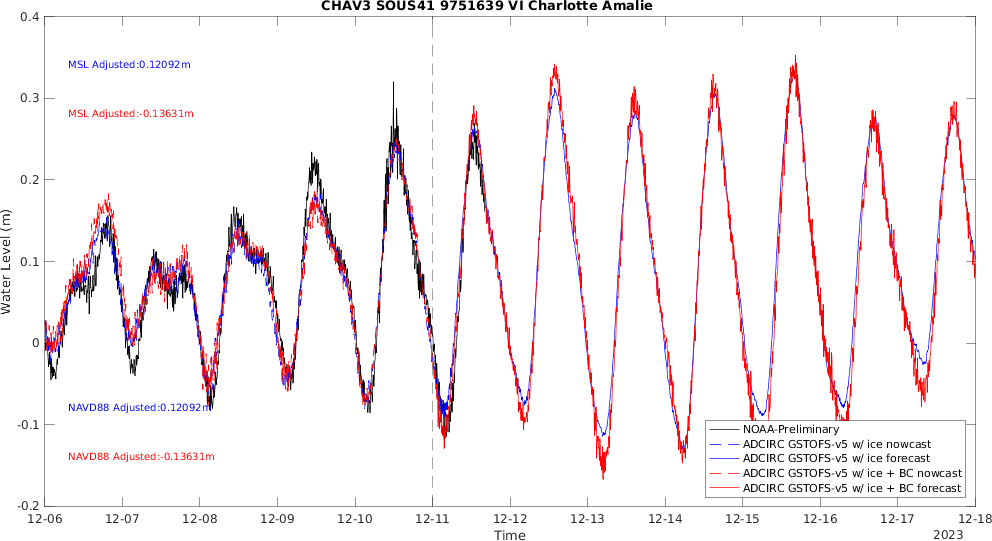 CHAV3 SOUS41 9751639 VI Charlotte Amalie
0.4
MSL Adjusted:0.12092m
0.3
MSL Adjusted:-0.13631m
0.2
Water Level (m)
0.1
0
NAVD88 Adjusted:0.12092m
-0.1
NAVD88 Adjusted:-0.13631m
NOAA-Preliminary
ADCIRC GSTOFS-v5 w/ ice nowcast
ADCIRC GSTOFS-v5 w/ ice forecast
ADCIRC GSTOFS-v5 w/ ice + BC nowcast
ADCIRC GSTOFS-v5 w/ ice + BC forecast
-0.2
12-06 12-07 12-08 12-09 12-10 12-11 12-12 12-13 12-14 12-15 12-16 12-17 12-18
Time
2023